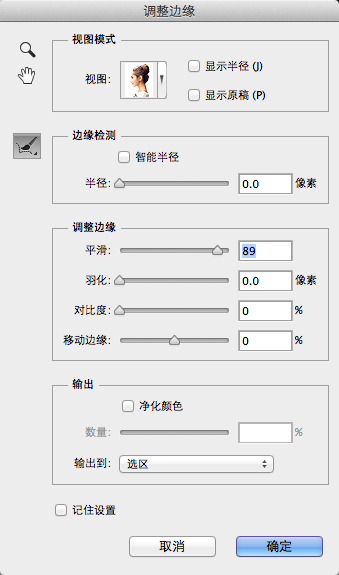 调整边缘
视图模式
视图:
显示半径 (J)
显示原稿 (P)
边缘检测
智能半径
半径: 0.0 像素
调整边缘
平滑: 89
羽化: 0.0 像素
对比度: 0 %
移动边缘: 0 %
输出
净化颜色
数量: %
输出到: 选区
记住设置
取消 确定